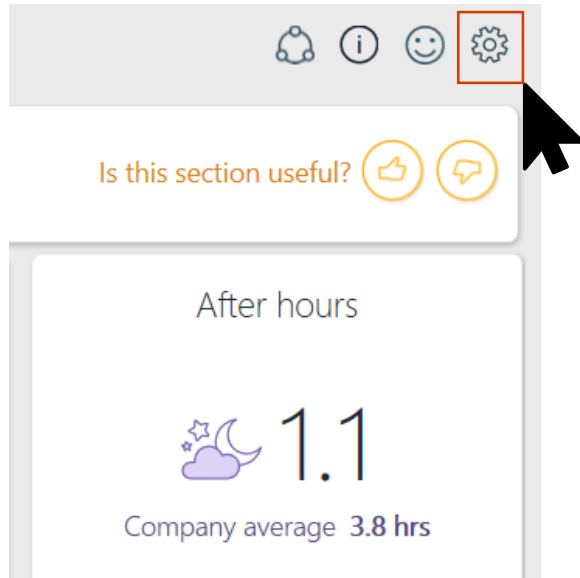 Is this section useful?
After hours
1.1
Company average 3.8 hrs